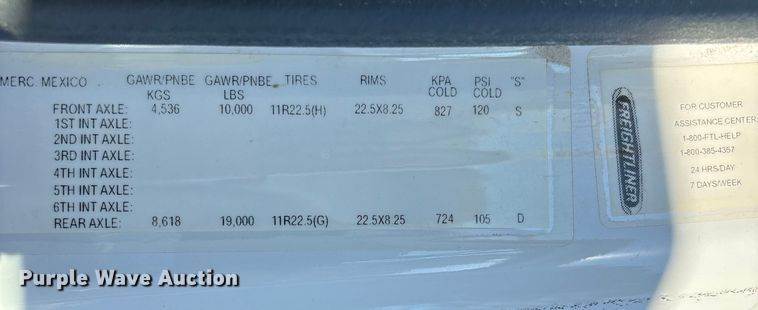 MERC. MEXICO GAWR/PNBE KGS GAWR/PNBE LBS TIRES RIMS KPA COLD PSI COLD "S"
FRONT AXLE: 4,536 10,000 11R22.5(H) 22.5X8.25 827 120 S
1ST INT AXLE:
2ND INT AXLE:
3RD INT AXLE:
4TH INT AXLE:
5TH INT AXLE:
6TH INT AXLE:
REAR AXLE: 8,618 19,000 11R22.5(G) 22.5X8.25 724 105 D
FREIGHTLINER
FOR CUSTOMER
ASSISTANCE CENTER:
1-800-FTL-HELP
1-800-385-4357
24 HRS/DAY
7 DAYS/WEEK
Purple Wave Auction